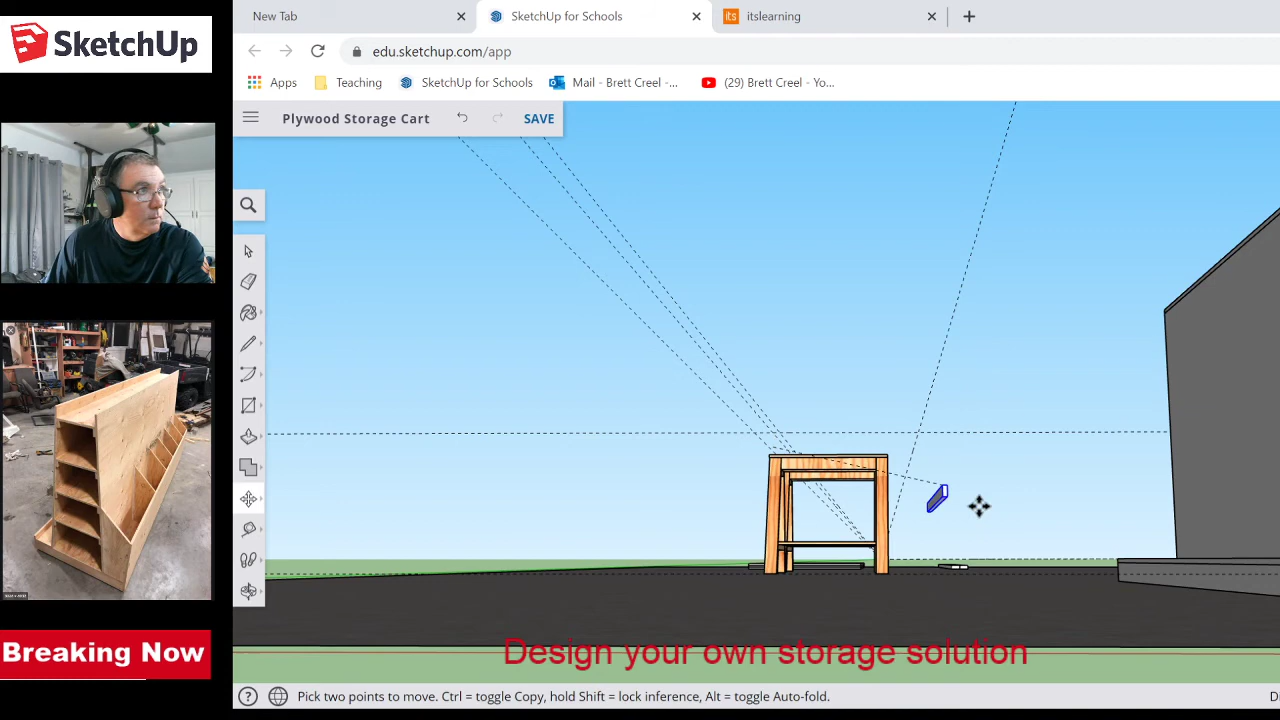 SketchUp
New Tab
SketchUp for Schools
its
itslearning
edu.sketchup.com/app
Apps
Teaching
SketchUp for Schools
Mail - Brett Creel -...
(29) Brett Creel - Yo...
Plywood Storage Cart
SAVE
Breaking Now
Design your own storage solution
Pick two points to move. Ctrl = toggle Copy, hold Shift = lock inference, Alt = toggle Auto-fold.